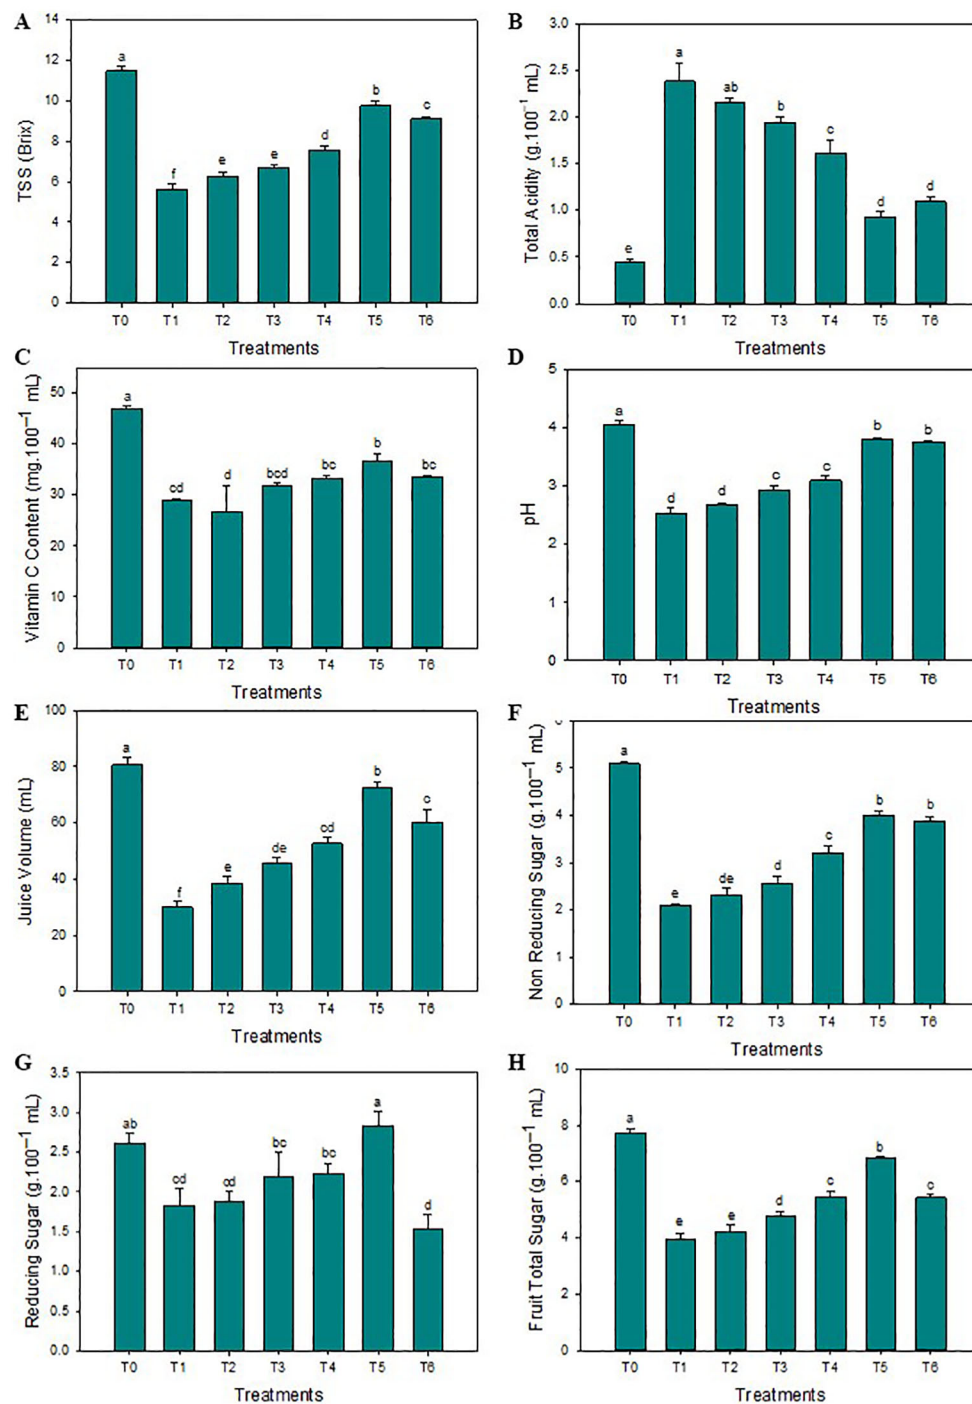 A
TSS (Brix)
14
12
10
8
6
4
2
0
a
f
e
e
d
b
c
T0 T1 T2 T3 T4 T5 T6
Treatments
B
Total Acidity (g.100⁻¹ mL)
3.0
2.5
2.0
1.5
1.0
0.5
0.0
e
a
ab
b
c
d
d
T0 T1 T2 T3 T4 T5 T6
Treatments
C
Vitamin C Content (mg.100⁻¹ mL)
50
40
30
20
10
0
a
cd
d
bcd
bc
b
bc
T0 T1 T2 T3 T4 T5 T6
Treatments
D
pH
5
4
3
2
1
0
a
d
d
c
c
b
b
T0 T1 T2 T3 T4 T5 T6
Treatments
E
Juice Volume (mL)
100
80
60
40
20
0
a
f
e
de
cd
b
c
T0 T1 T2 T3 T4 T5 T6
Treatments
F
Non Reducing Sugar (g.100⁻¹ mL)
5
4
3
2
1
0
a
e
de
d
c
b
b
T0 T1 T2 T3 T4 T5 T6
Treatments
G
Reducing Sugar (g.100⁻¹ mL)
3.5
3.0
2.5
2.0
1.5
1.0
0.5
0.0
ab
cd
cd
bc
bc
a
d
T0 T1 T2 T3 T4 T5 T6
Treatments
H
Fruit Total Sugar (g.100⁻¹ mL)
10
8
6
4
2
0
a
e
e
d
c
b
c
T0 T1 T2 T3 T4 T5 T6
Treatments